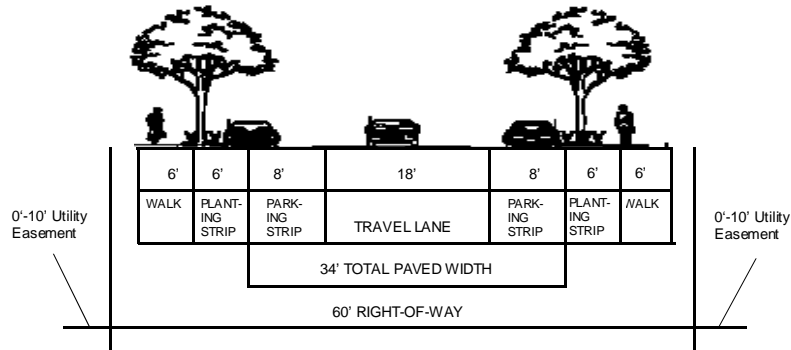 6' 6' 8' 18' 8' 6' 6'
WALK
PLANT-
ING
STRIP
PARK-
ING
STRIP
TRAVEL LANE
PARK-
ING
STRIP
PLANT-
ING
STRIP
WALK
0'-10' Utility
Easement
0'-10' Utility
Easement
34' TOTAL PAVED WIDTH
60' RIGHT-OF-WAY